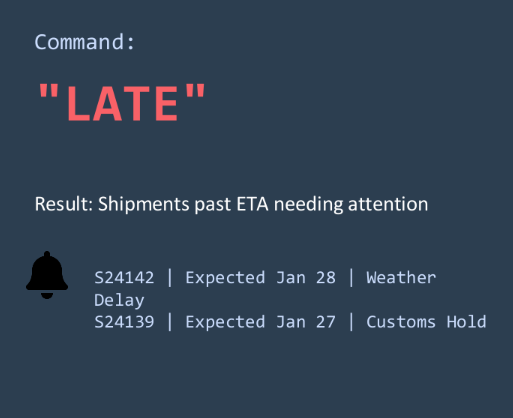 Command:
"LATE"
Result: Shipments past ETA needing attention
S24142 | Expected Jan 28 | Weather
Delay
S24139 | Expected Jan 27 | Customs Hold